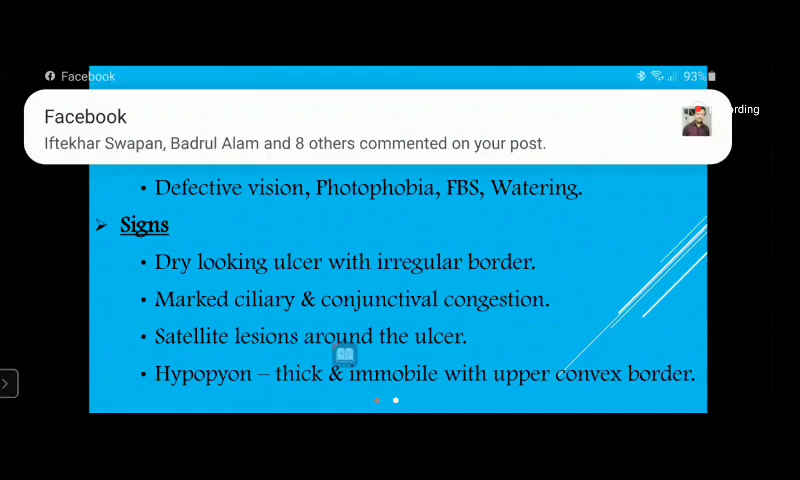 Facebook 93%
Facebook
Iftekhar Swapan, Badrul Alam and 8 others commented on your post.
• Defective vision, Photophobia, FBS, Watering.
➢ Signs
• Dry looking ulcer with irregular border.
• Marked ciliary & conjunctival congestion.
• Satellite lesions around the ulcer.
• Hypopyon – thick & immobile with upper convex border.